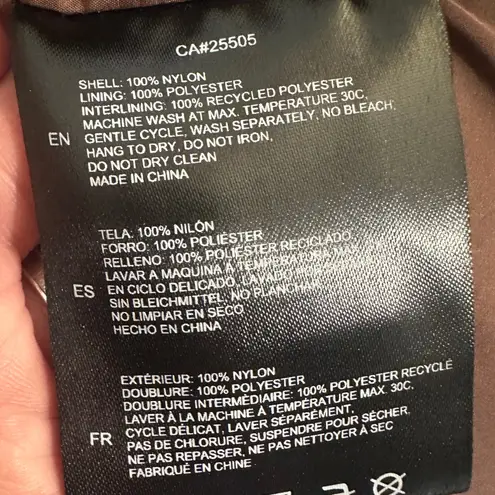 CA#25505
SHELL: 100% NYLON
LINING: 100% POLYESTER
INTERLINING: 100% RECYCLED POLYESTER
MACHINE WASH AT MAX. TEMPERATURE 30C,
EN GENTLE CYCLE, WASH SEPARATELY, NO BLEACH,
HANG TO DRY, DO NOT IRON,
DO NOT DRY CLEAN
MADE IN CHINA
TELA: 100% NILÓN
FORRO: 100% POLIÉSTER
RELLENO: 100% POLIÉSTER RECICLADO
LAVAR A MAQUINA A TEMPERATURA
ES EN CICLO DELICADO, LAVADO
SIN BLEICHMITTEL, NO PLANCHAR
NO LIMPIAR EN SECO
HECHO EN CHINA
EXTÉRIEUR: 100% NYLON
DOUBLURE: 100% POLYESTER
DOUBLURE INTERMÉDIAIRE: 100% POLYESTER RECYCLÉ
LAVER À LA MACHINE À TEMPÉRATURE MAX. 30C,
FR CYCLE DÉLICAT, LAVER SÉPARÉMENT,
PAS DE CHLORURE, SUSPENDRE POUR SÉCHER,
NE PAS REPASSER, NE PAS NETTOYER À SEC
FABRIQUÉ EN CHINE